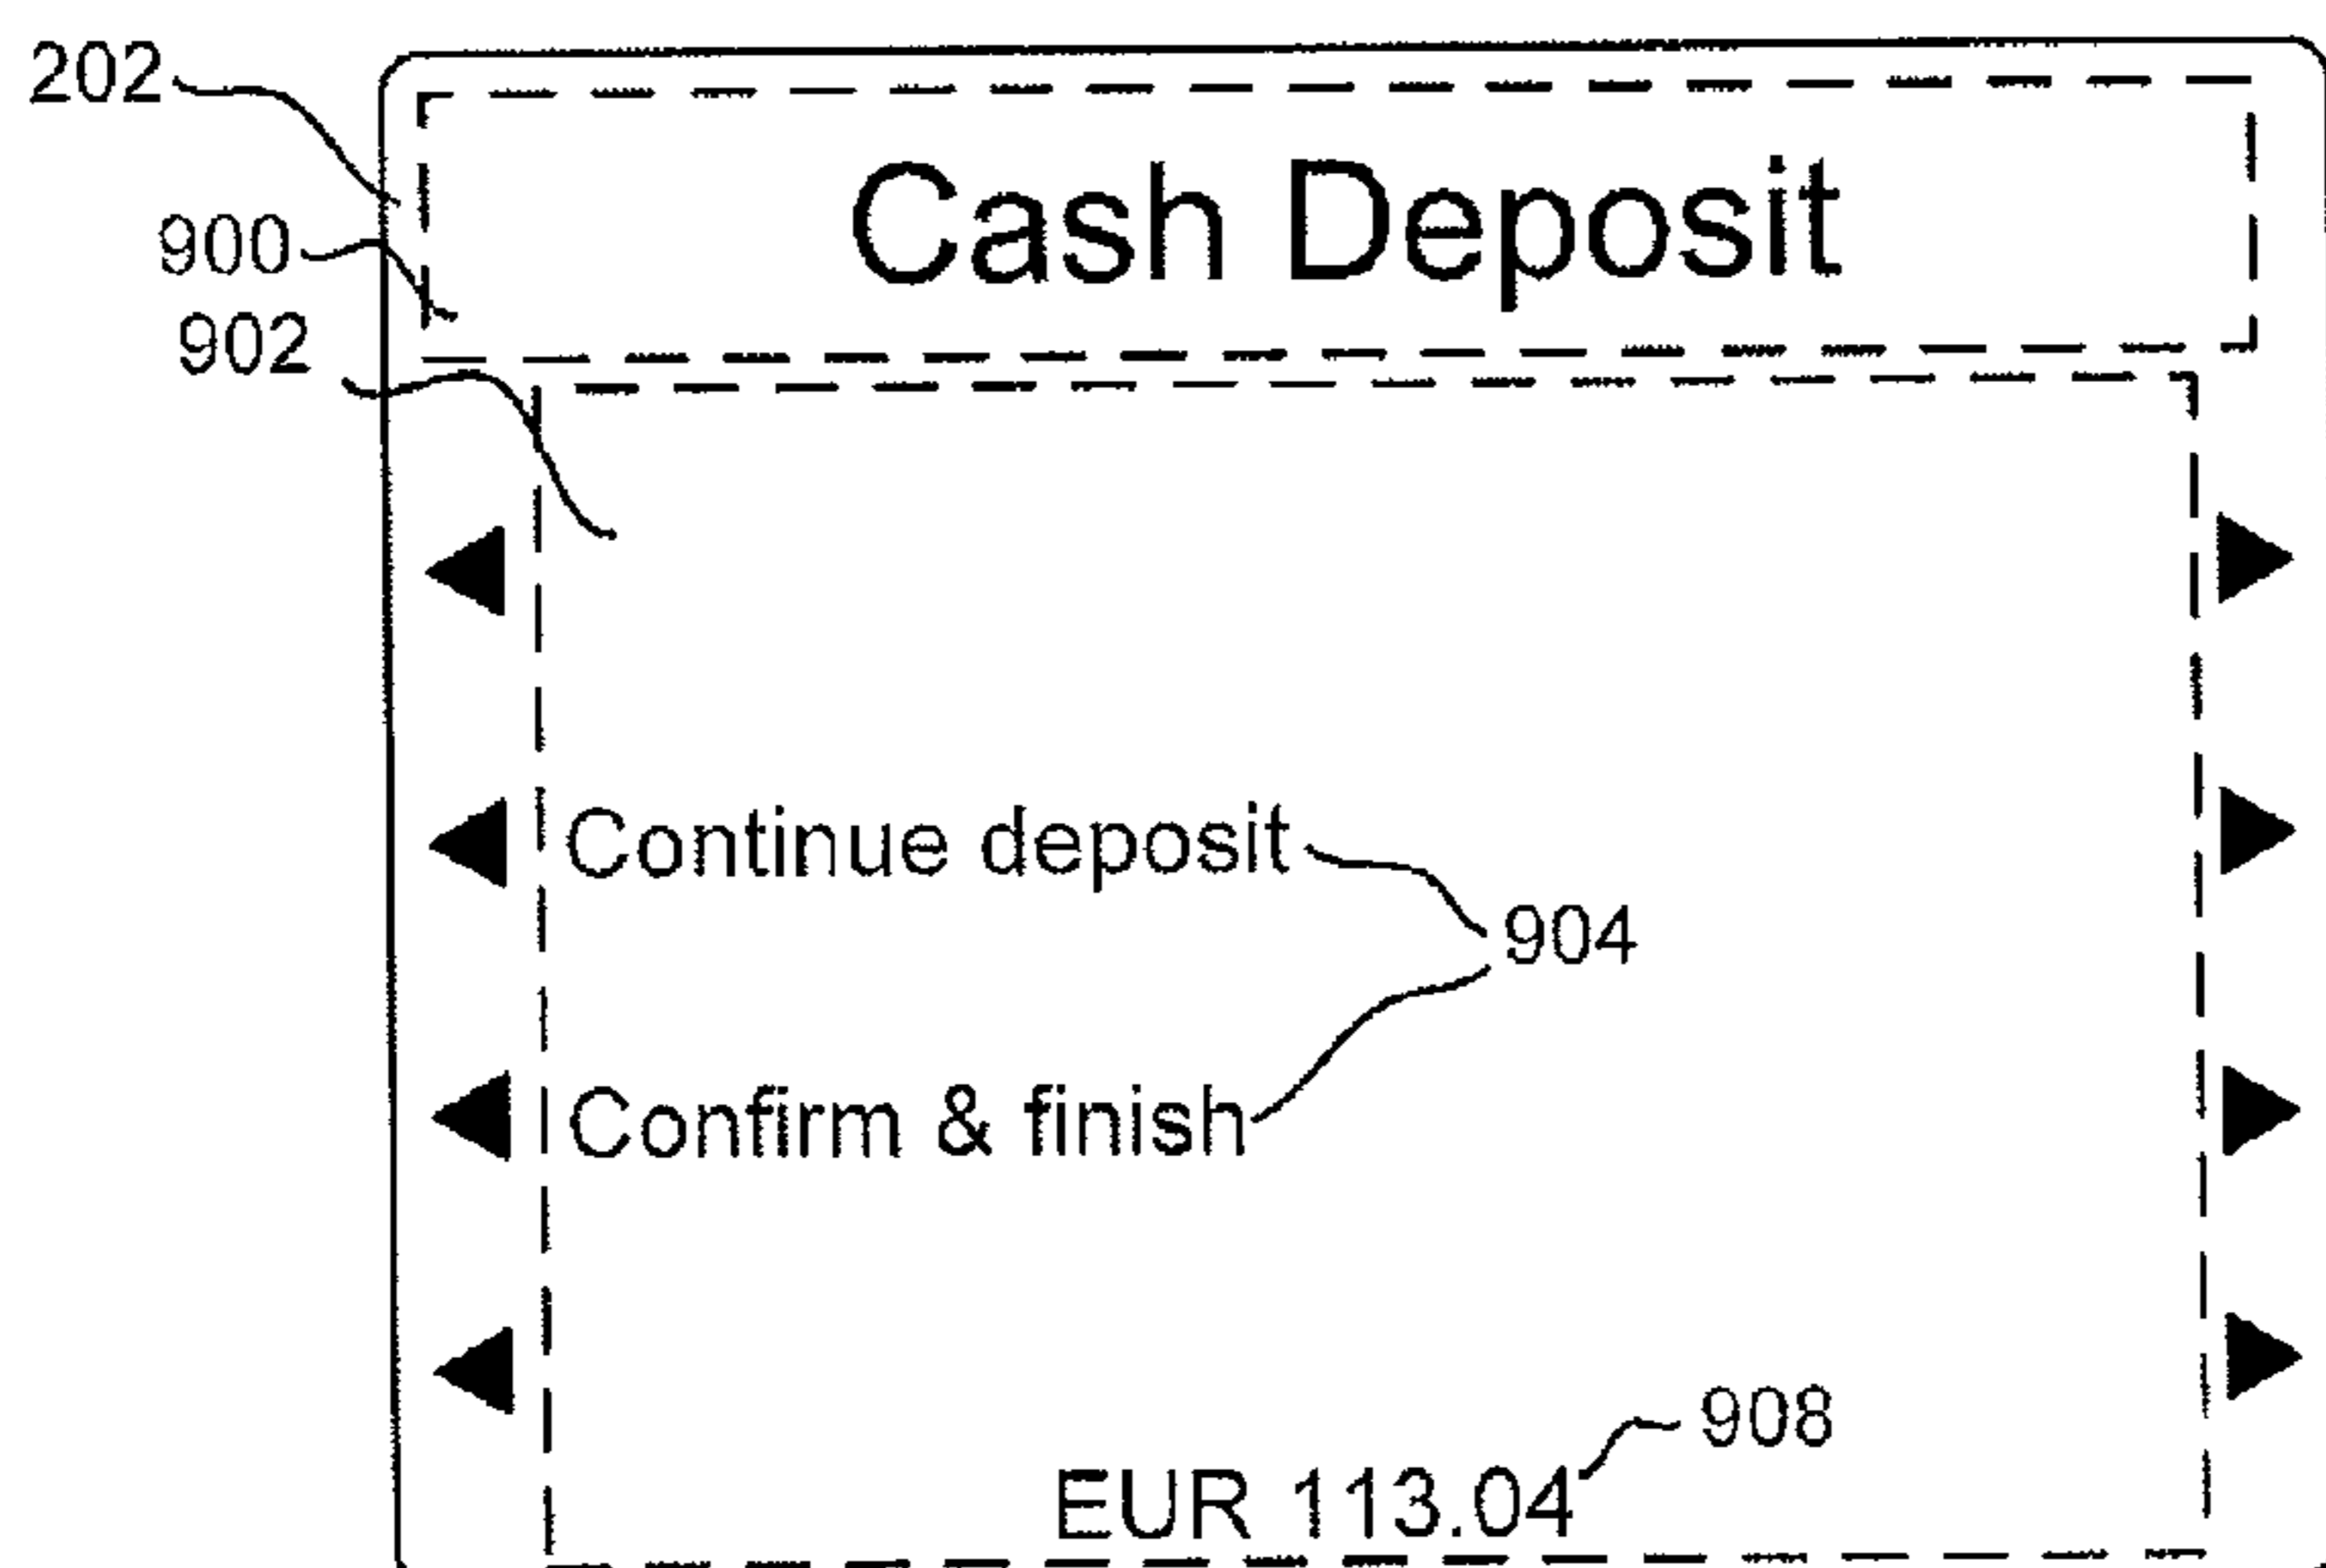 202
Cash Deposit
900
902
Continue deposit
904
Confirm & finish
908
EUR 113.04